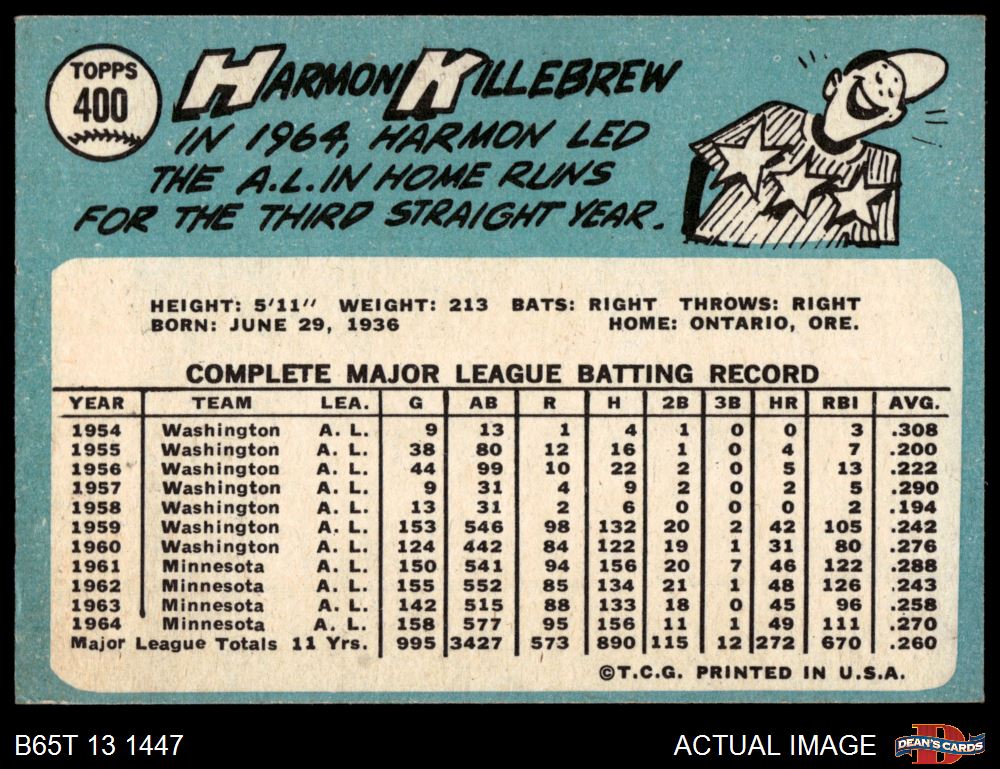 TOPPS
400
HARMON KILLEBREW
IN 1964, HARMON LED
THE A.L. IN HOME RUNS
FOR THE THIRD STRAIGHT YEAR.
HEIGHT: 5'11" WEIGHT: 213 BATS: RIGHT THROWS: RIGHT
BORN: JUNE 29, 1936 HOME: ONTARIO, ORE.
COMPLETE MAJOR LEAGUE BATTING RECORD
YEAR TEAM LEA. G AB R H 2B 3B HR RBI AVG.
1954 Washington A. L. 9 13 1 4 1 0 0 3 .308
1955 Washington A. L. 38 80 12 16 1 0 4 7 .200
1956 Washington A. L. 44 99 10 22 2 0 5 13 .222
1957 Washington A. L. 9 31 4 9 2 0 2 5 .290
1958 Washington A. L. 13 31 2 6 0 0 0 2 .194
1959 Washington A. L. 153 546 98 132 20 2 42 105 .242
1960 Washington A. L. 124 442 84 122 19 1 31 80 .276
1961 Minnesota A. L. 150 541 94 156 20 7 46 122 .288
1962 Minnesota A. L. 155 552 85 134 21 1 48 126 .243
1963 Minnesota A. L. 142 515 88 133 18 0 45 96 .258
1964 Minnesota A. L. 158 577 95 156 11 1 49 111 .270
Major League Totals 11 Yrs. 995 3427 573 890 115 12 272 670 .260
©T.C.G. PRINTED IN U.S.A.
B65T 13 1447
ACTUAL IMAGE
D
DEAN'S CARDS